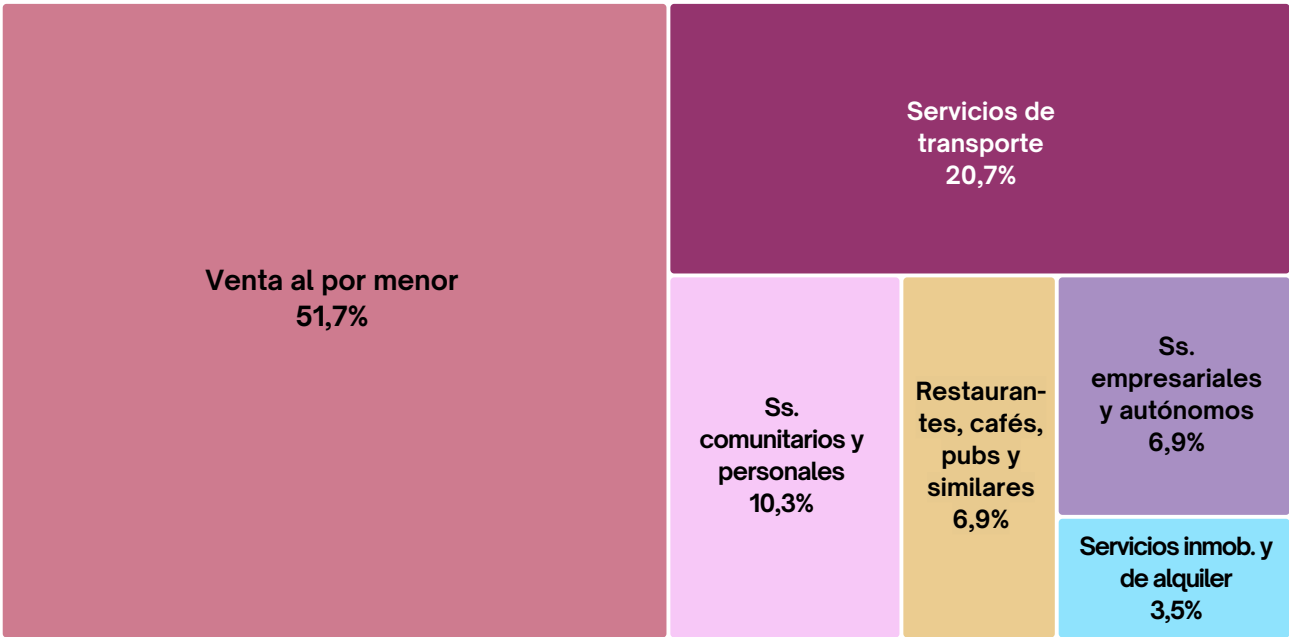 Venta al por menor
51,7%
Servicios de
transporte
20,7%
Ss.
comunitarios y
personales
10,3%
Restauran-
tes, cafés,
pubs y
similares
6,9%
Ss.
empresariales
y autónomos
6,9%
Servicios inmob. y
de alquiler
3,5%